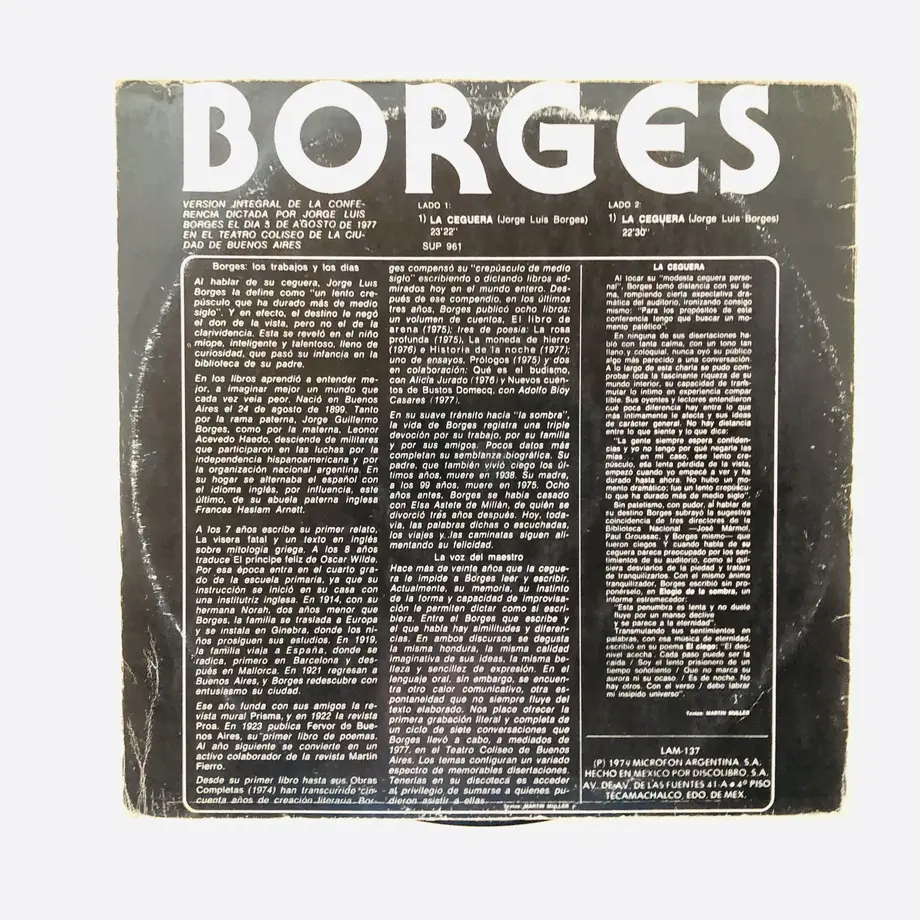 BORGES
VERSION INTEGRAL DE LA CONFE-
RENCIA DICTADA POR JORGE LUIS
BORGES EL DIA 5 DE AGOSTO DE 1977
EN EL TEATRO COLISEO DE LA CIU-
DAD DE BUENOS AIRES
LADO 1:
1) LA CEGUERA (Jorge Luis Borges)
23'22"
SUP 961
LADO 2:
1) LA CEGUERA (Jorge Luis Borges)
22'30"
Borges: los trabajos y los días
Al hablar de su ceguera, Jorge Luis
Borges la define como "un lento cre-
púsculo que ha durado más de medio
siglo". Y en efecto, el destino le negó
el don de la vista, pero no el de la
clarividencia. Esta se reveló en el niño
miope, inteligente y talentoso, lleno de
curiosidad, que pasó su infancia en la
biblioteca de su padre.
En los libros aprendió a entender me-
jor, a imaginar mejor un mundo que
cada vez veía peor. Nació en Buenos
Aires el 24 de agosto de 1899. Tanto
por la rama paterna, Jorge Guillermo
Borges, como por la materna, Leonor
Acevedo Haedo, desciende de militares
que participaron en las luchas por la
independencia hispanoamericana y por
la organización nacional argentina. En
su hogar se alternaba el español con
el idioma inglés, por influencia, este
último, de su abuela paterna inglesa
Frances Haslam Arnett.
A los 7 años escribe su primer relato,
La visera fatal y un texto en inglés
sobre mitología griega. A los 8 años
traduce El príncipe feliz de Oscar Wilde.
Por esa época entra en el cuarto gra-
do de la escuela primaria, ya que su
instrucción se inició en su casa con
una institutriz inglesa. En 1914, con su
hermana Norah, dos años menor que
Borges, la familia se traslada a Europa
y se instala en Ginebra, donde los ni-
ños prosiguen sus estudios. En 1919,
la familia viaja a España, donde se
radica, primero en Barcelona y des-
pués en Mallorca. En 1921 regresan a
Buenos Aires, y Borges redescubre con
entusiasmo su ciudad.
Ese año funda con sus amigos la re-
vista mural Prisma, y en 1922 la revista
Proa. En 1923 publica Fervor de Bue-
nos Aires, su primer libro de poemas.
Al año siguiente se convierte en un
activo colaborador de la revista Martín
Fierro.
Desde su primer libro hasta sus Obras
Completas (1974) han transcurrido cin-
cuenta años de creación literaria. Bor-
ges compensó su "crepúsculo de medio
siglo" escribiendo o dictando libros ad-
mirados hoy en el mundo entero. Des-
pués de ese compendio, en los últimos
tres años, Borges publicó ocho libros:
un volumen de cuentos, El libro de
arena (1975); tres de poesía: La rosa
profunda (1975), La moneda de hierro
(1976) e Historia de la noche (1977);
uno de ensayos, Prólogos (1975) y dos
en colaboración: Qué es el budismo,
con Alicia Jurado (1976) y Nuevos cuen-
tos de Bustos Domecq, con Adolfo Bioy
Casares (1977).
En su suave tránsito hacia "la sombra",
la vida de Borges registra una triple
devoción por su trabajo, por su familia
y por sus amigos. Pocos datos más
completan su semblanza biográfica. Su
padre, que también vivió ciego los úl-
timos años, muere en 1938. Su madre,
a los 99 años, muere en 1975. Ocho
años antes, Borges se había casado
con Elsa Astete de Millán, de quién se
divorció tres años después. Hoy, toda-
vía, las palabras dichas o escuchadas,
los viajes y las caminatas siguen ali-
mentando su felicidad.
La voz del maestro
Hace más de veinte años que la cegue-
ra le impide a Borges leer y escribir.
Actualmente, su memoria, su instinto
de la forma y capacidad de improvisa-
ción le permiten dictar como si escri-
biera. Entre el Borges que escribe y
el que habla hay similitudes y diferen-
cias. En ambos discursos se degusta
la misma hondura, la misma calidad
imaginativa de sus ideas, la misma be-
lleza y sencillez de expresión. En el
lenguaje oral, sin embargo, se encuen-
tra otro calor comunicativo, otra es-
pontaneidad que no siempre fluye del
texto elaborado. Nos place ofrecer la
primera grabación literal y completa de
un ciclo de siete conversaciones que
Borges llevó a cabo, a mediados de
1977, en el Teatro Coliseo de Buenos
Aires. Los temas configuran un variado
espectro de memorables disertaciones.
Tenerlas en su discoteca es acceder
al privilegio de sumarse a quienes pu-
dieron asistir a ellas.
Textos: MARTIN MULLER
LA CEGUERA
Al tocar su "modesta ceguera perso-
nal", Borges tomó distancia con su te-
ma, rompiendo cierta expectativa dra-
mática del auditorio, ironizando consigo
mismo: "Para los propósitos de esta
conferencia tengo que buscar un mo-
mento patético".
En ninguna de sus disertaciones ha-
bló con tanta calma, con un tono tan
llano y coloquial, nunca oyó su público
algo más parecido a una conversación.
A lo largo de esta charla se pudo com-
probar toda la fascinante riqueza de su
mundo interior, su capacidad de trans-
mutar lo íntimo en experiencia compar-
tible. Sus oyentes y lectores entendieron
qué poca diferencia hay entre lo que
más íntimamente le afecta y sus ideas
de carácter general. No hay distancia
entre lo que siente y lo que dice:
"La gente siempre espera confiden-
cias y yo no tengo por qué negarle las
mías... en mi caso, ese lento cre-
púsculo, esa lenta pérdida de la vista,
empezó cuando yo empecé a ver y ha
durado hasta ahora. No hubo un mo-
mento dramático; fue un lento crepúscu-
lo que ha durado más de medio siglo".
Sin patetismo, con pudor, al hablar de
su destino Borges subrayó la sugestiva
coincidencia de tres directores de la
Biblioteca Nacional —José Mármol,
Paul Groussac, y Borges mismo— que
fueron ciegos. Y cuando habla de su
ceguera parece preocupado por los sen-
timientos de su auditorio, como si qui-
siera desviarlos de la piedad y tratara
de tranquilizarlos. Con el mismo ánimo
tranquilizador, Borges escribió sin pro-
ponérselo, en Elogio de la sombra, un
informe estremecedor:
"Esta penumbra es lenta y no duele
fluye por un manso declive
y se parece a la eternidad".
Transmutando sus sentimientos en
palabras, con esa música de eternidad,
escribió en su poema El ciego: "El des-
nivel acecha. Cada paso puede ser la
caída / Soy el lento prisionero de un
tiempo soñoliento / Que no marca su
aurora ni su ocaso / Es de noche. No
hay otros. Con el verso / debo labrar
mi insípido universo".
Textos: MARTIN MULLER
LAM-137
(P) 1979 MICROFON ARGENTINA, S.A.
HECHO EN MEXICO POR DISCOLIBRO, S.A.
AV. DE AV. DE LAS FUENTES 41-A 4º PISO
TECAMACHALCO, EDO. DE MEX.